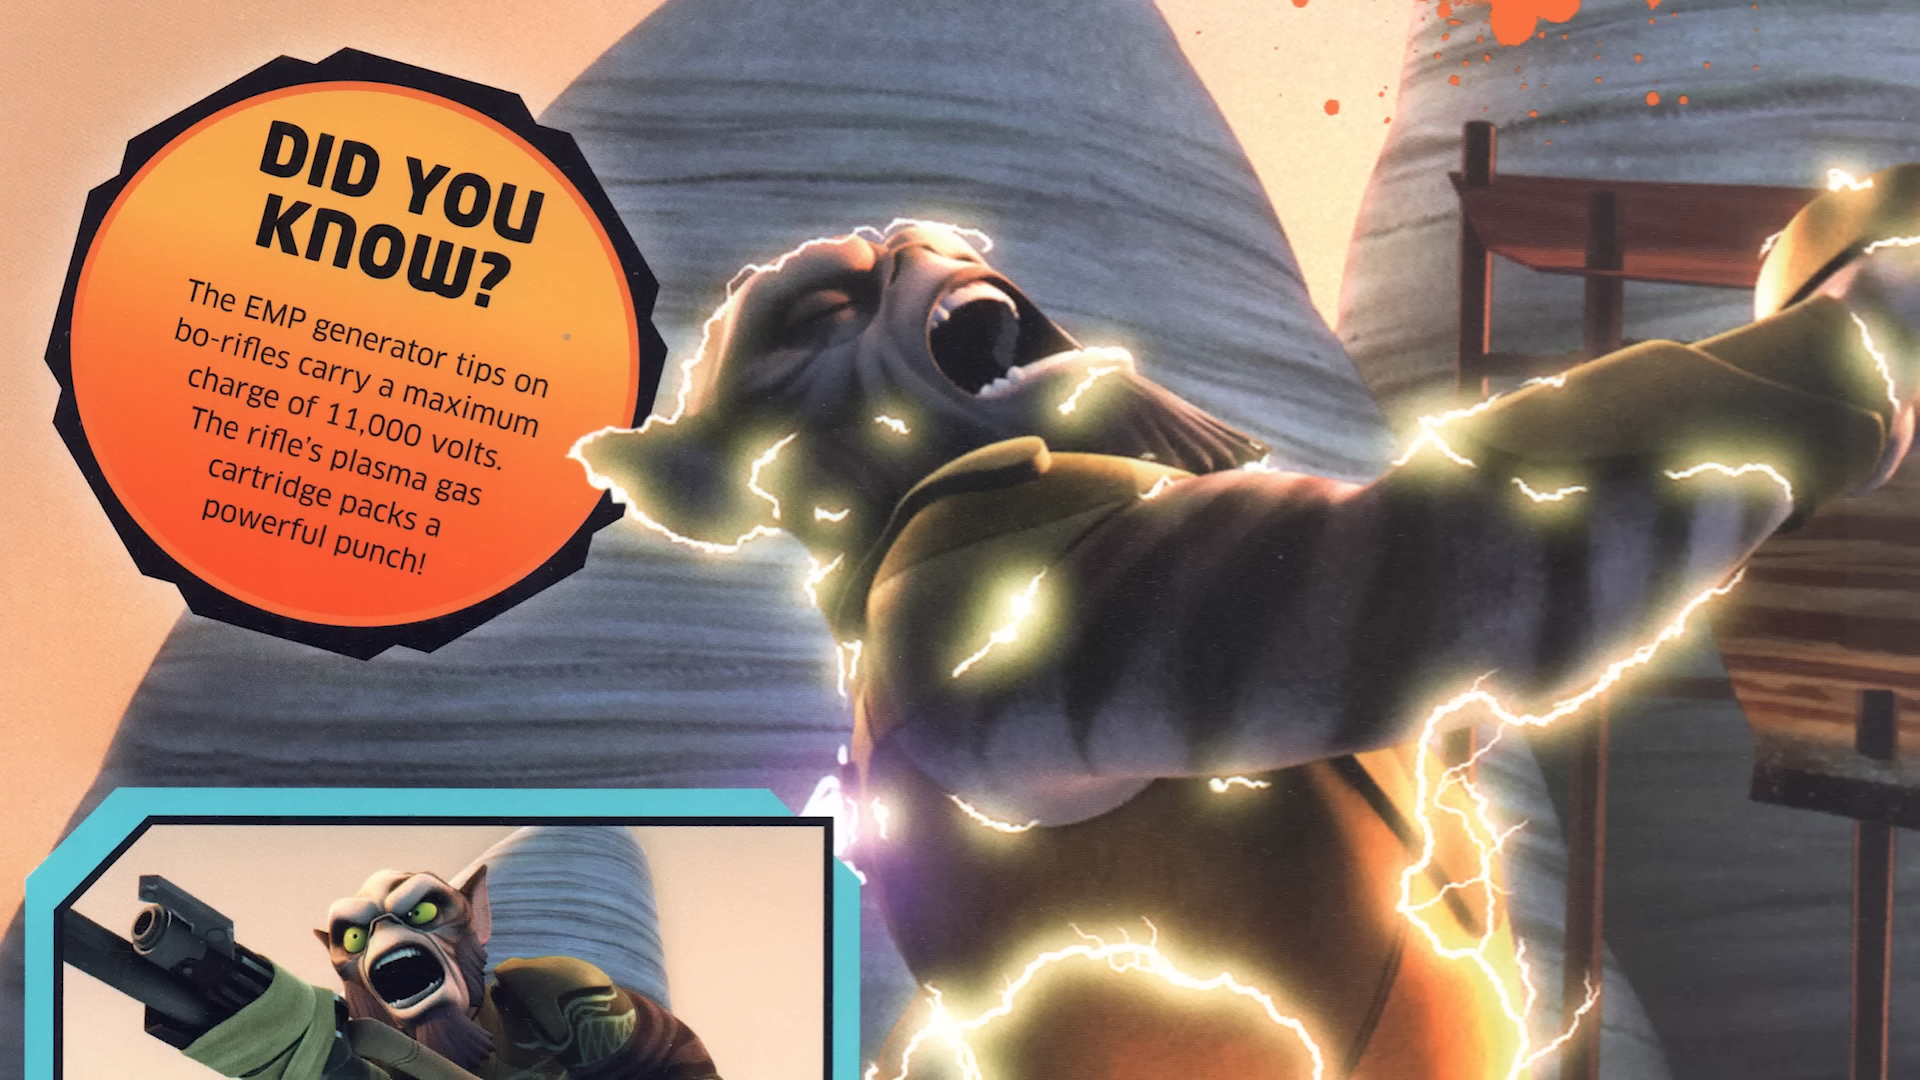 DID YOU
KNOW?
The EMP generator tips on
bo-rifles carry a maximum
charge of 11,000 volts.
The rifle's plasma gas
cartridge packs a
powerful punch!